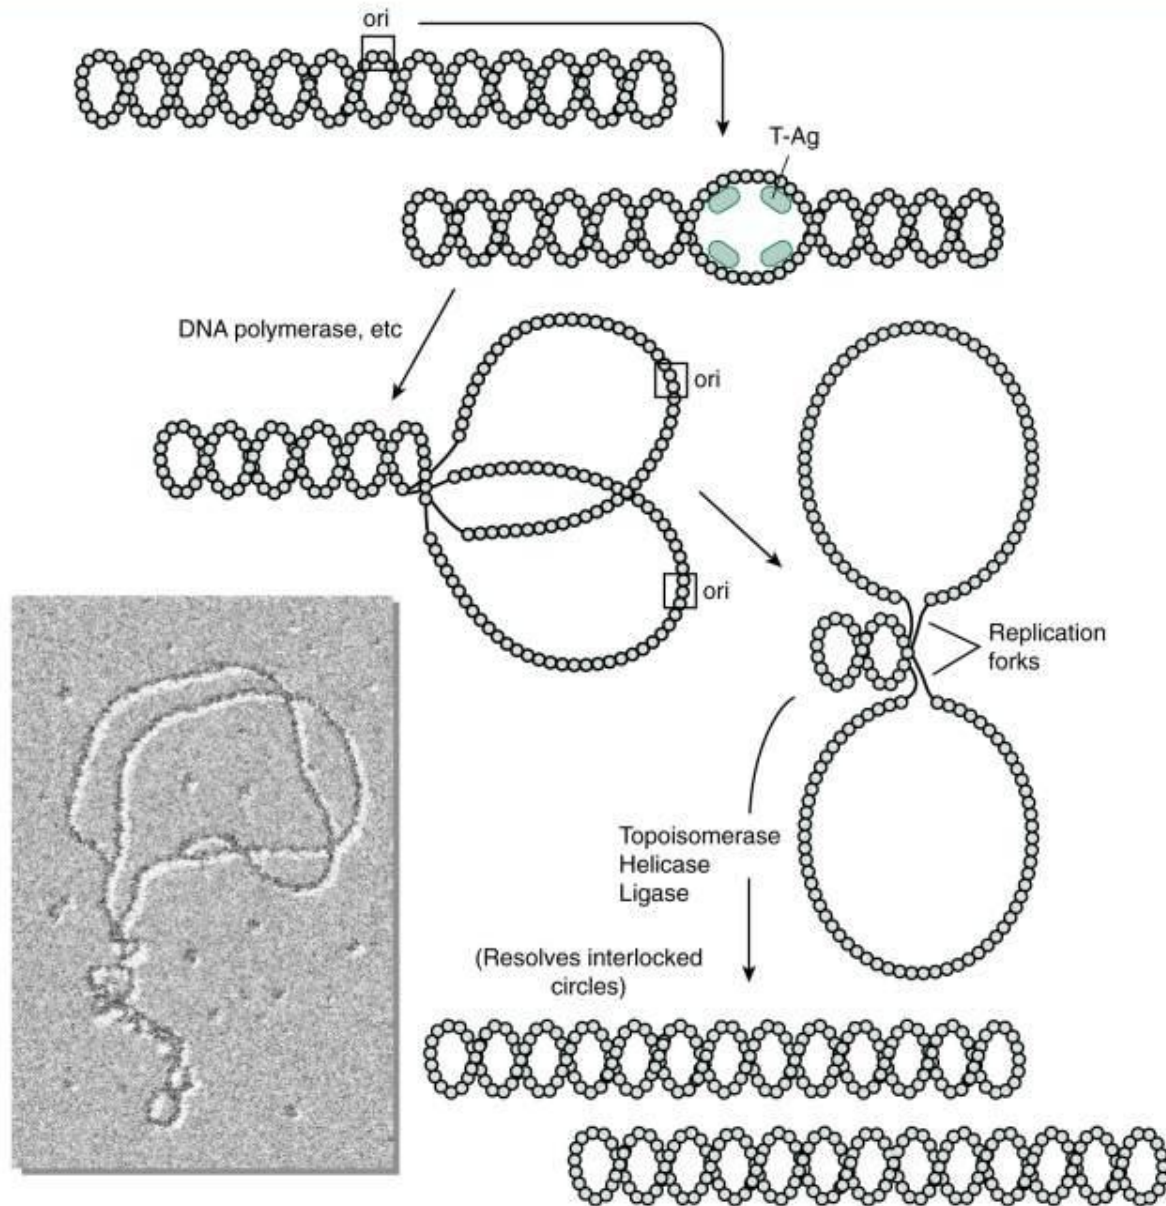 ori
T-Ag
DNA polymerase, etc
ori
ori
Replication
forks
Topoisomerase
Helicase
Ligase
(Resolves interlocked
circles)